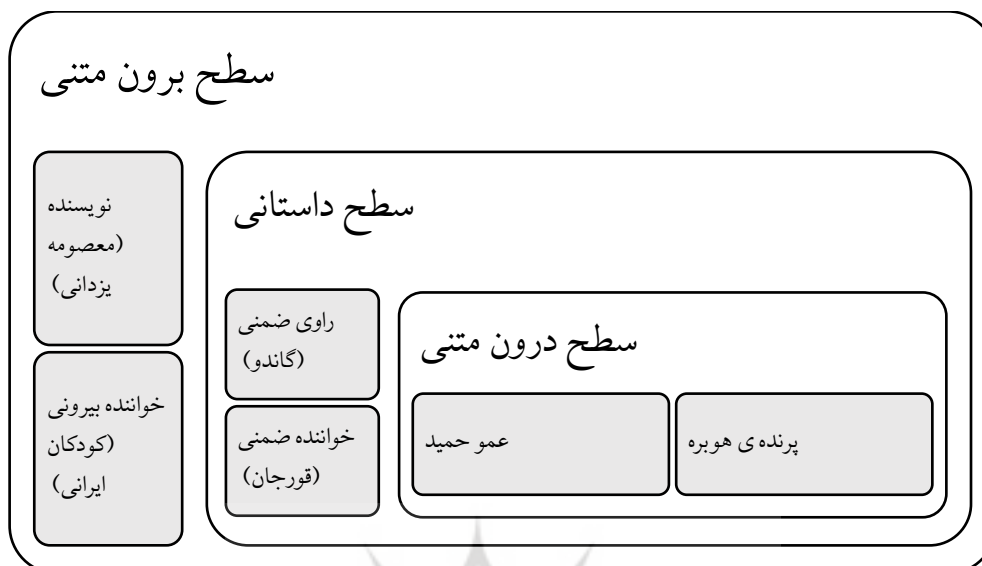 سطح برون متنی
نویسنده
(معصومه
یزدانی)
خواننده بیرونی
(کودکان
ایرانی)
سطح داستانی
راوی ضمنی
(گاندو)
خواننده ضمنی
(قورجان)
سطح درون متنی
پرنده ی هوبره
عمو حمید